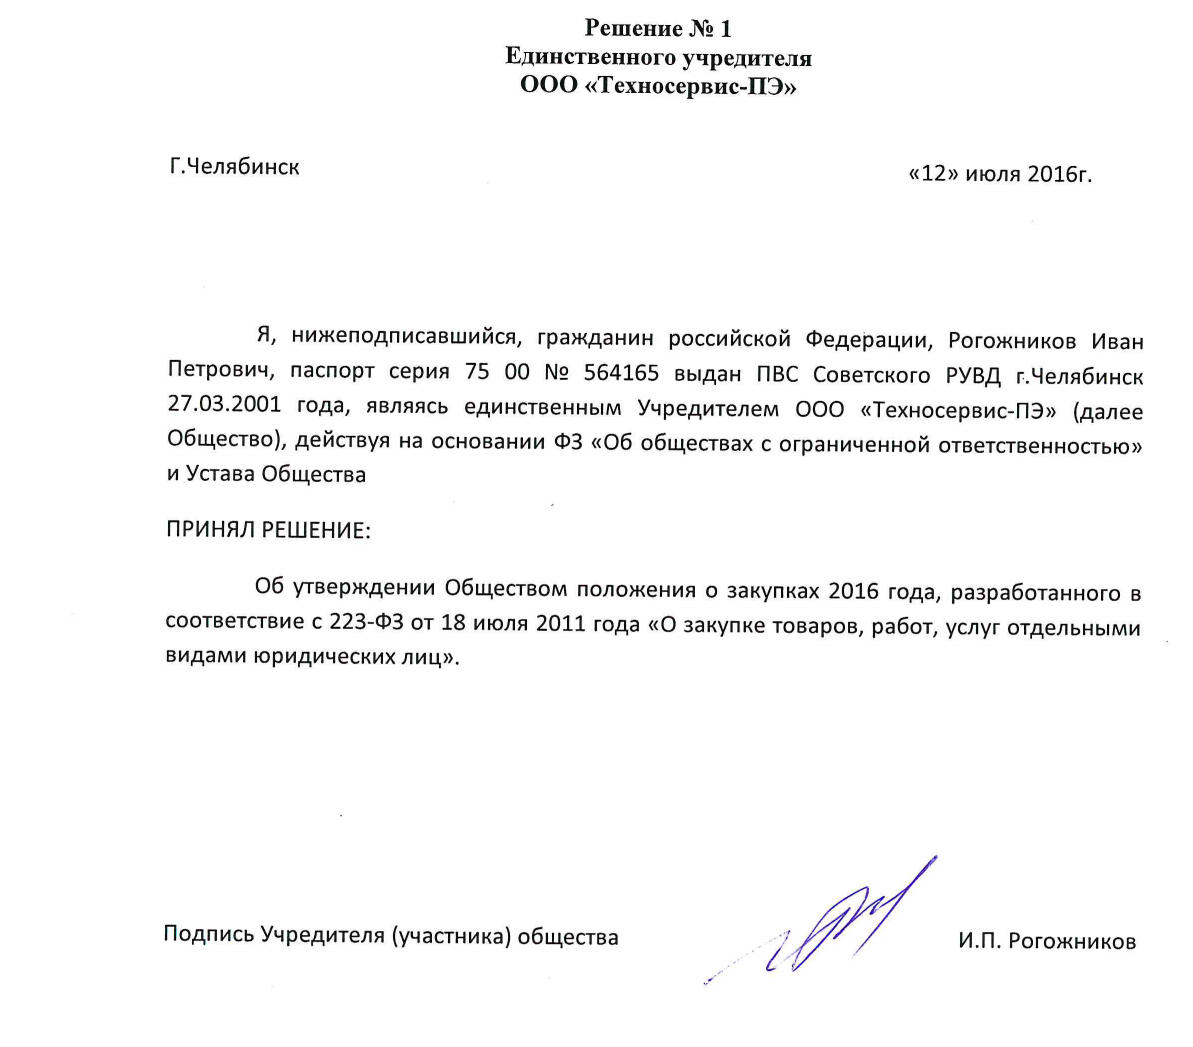 Решение № 1
Единственного учредителя
ООО «Техносервис-ПЭ»
Г.Челябинск
«12» июля 2016г.
Я, нижеподписавшийся, гражданин российской Федерации, Рогожников Иван
Петрович, паспорт серия 75 00 № 564165 выдан ПВС Советского РУВД г.Челябинск
27.03.2001 года, являясь единственным Учредителем ООО «Техносервис-ПЭ» (далее
Общество), действуя на основании ФЗ «Об обществах с ограниченной ответственностью»
и Устава Общества
ПРИНЯЛ РЕШЕНИЕ:
Об утверждении Обществом положения о закупках 2016 года, разработанного в
соответствие с 223-ФЗ от 18 июля 2011 года «О закупке товаров, работ, услуг отдельными
видами юридических лиц».
Подпись Учредителя (участника) общества
И.П. Рогожников